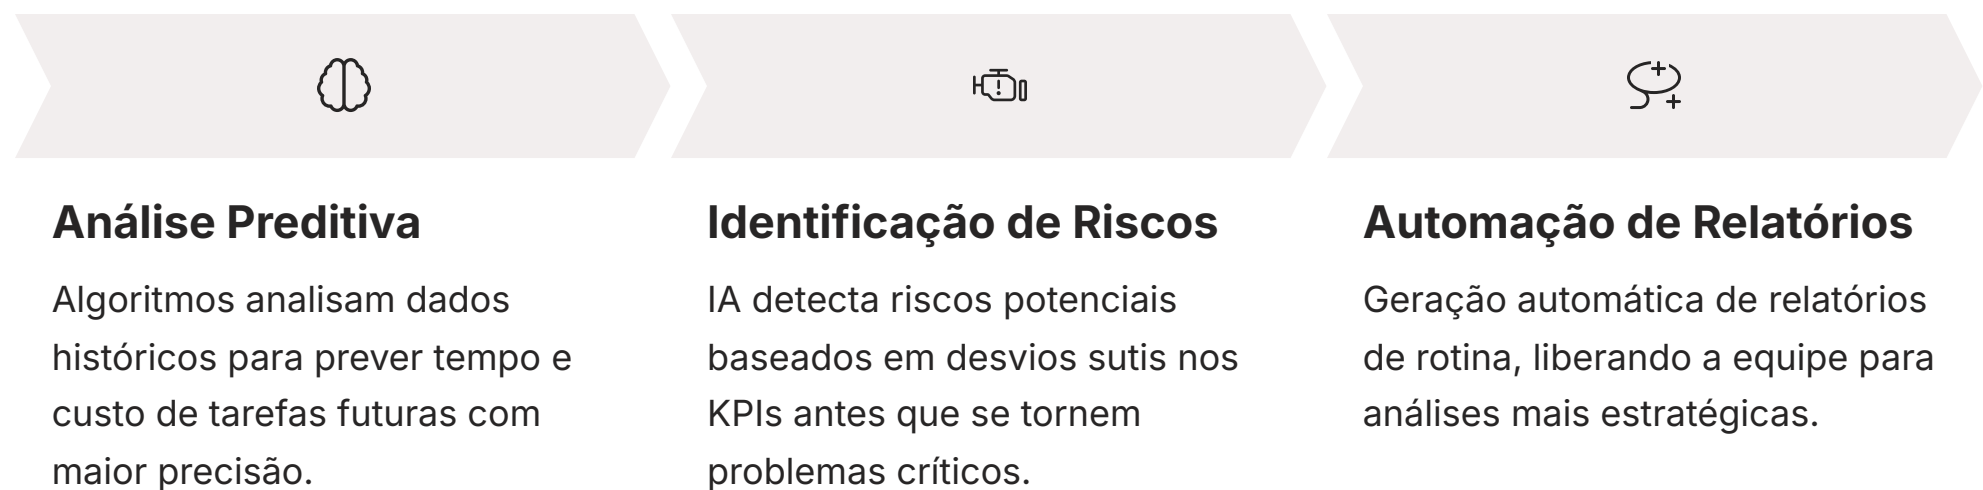 Análise Preditiva
Algoritmos analisam dados
históricos para prever tempo e
custo de tarefas futuras com
maior precisão.
Identificação de Riscos
IA detecta riscos potenciais
baseados em desvios sutis nos
KPIs antes que se tornem
problemas críticos.
Automação de Relatórios
Geração automática de relatórios
de rotina, liberando a equipe para
análises mais estratégicas.